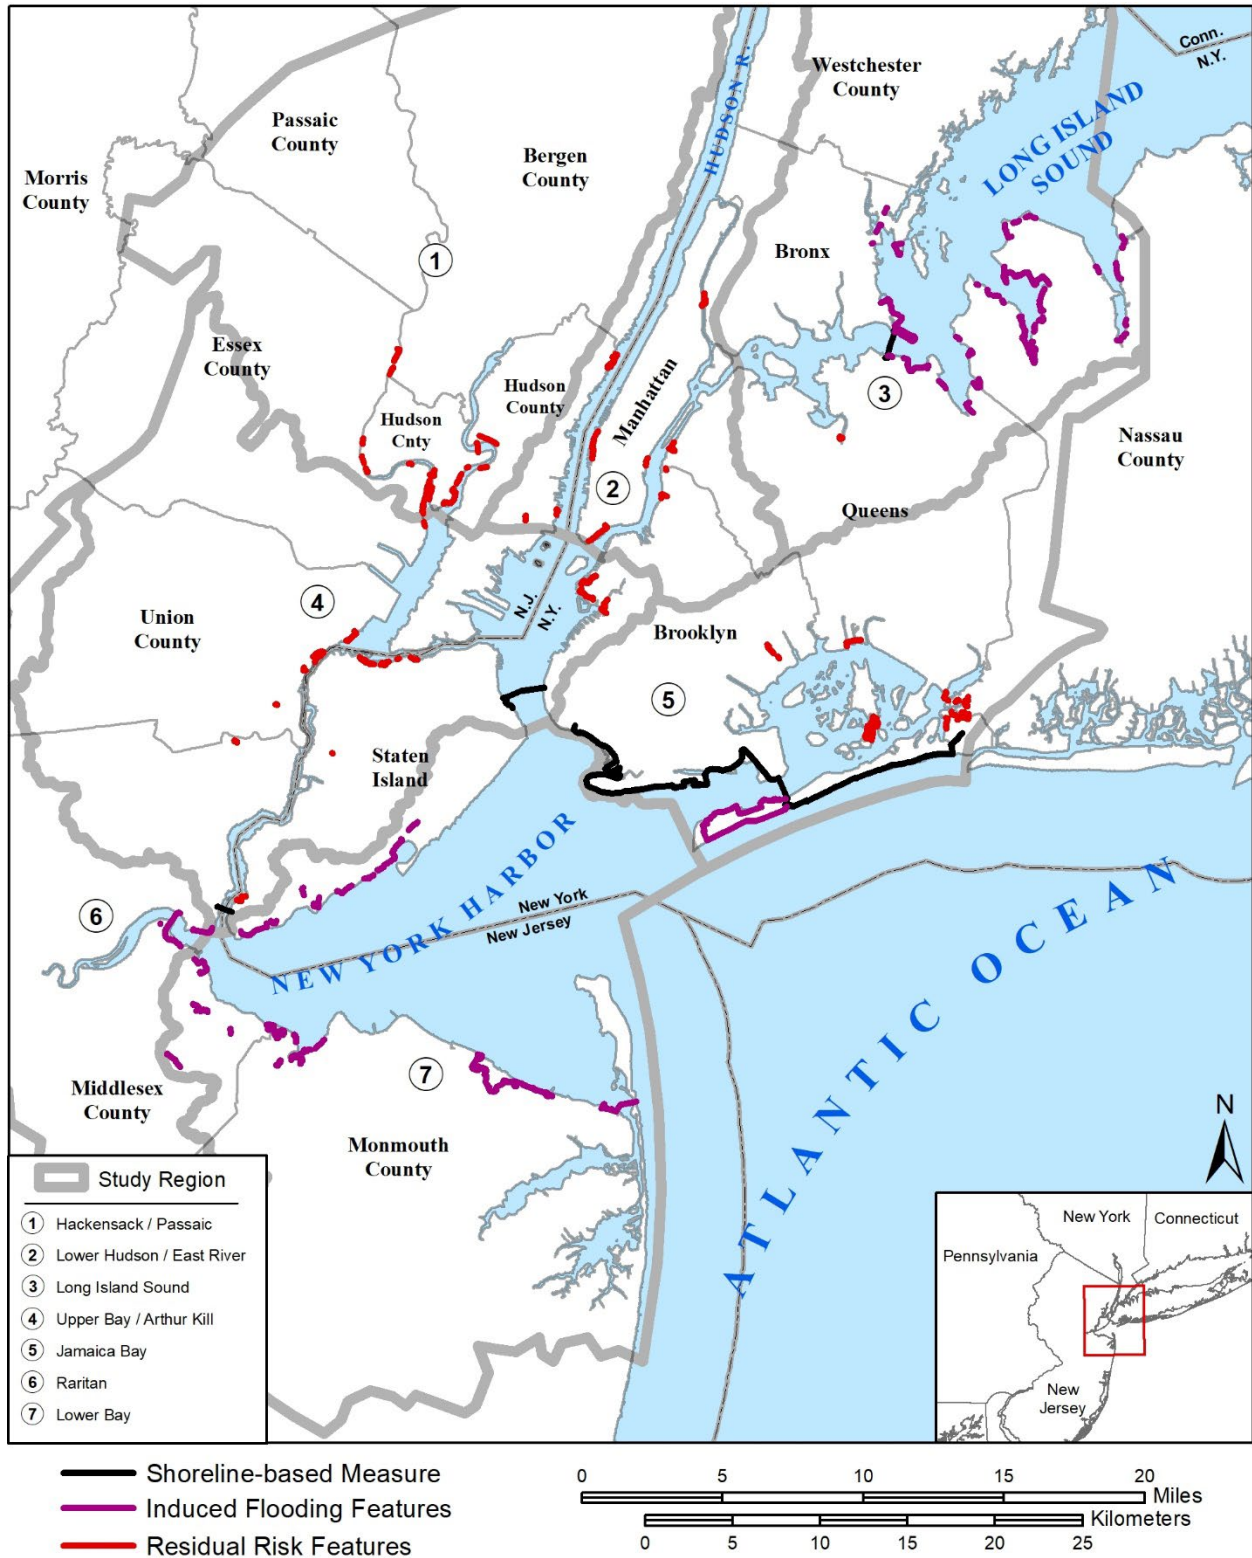 Conn.
N.Y.
Westchester
County
HUDSON R.
LONG ISLAND
SOUND
Passaic
County
Bergen
County
Morris
County
1
Bronx
Essex
County
Hudson
County
Manhattan
3
Hudson
Cnty
Nassau
County
2
Queens
4
N.J.
N.Y.
Union
County
Brooklyn
5
Staten
Island
6
New York
New Jersey
NEW YORK HARBOR
ATLANTIC OCEAN
7
Middlesex
County
Monmouth
County
N
Study Region
1 Hackensack / Passaic
2 Lower Hudson / East River
3 Long Island Sound
4 Upper Bay / Arthur Kill
5 Jamaica Bay
6 Raritan
7 Lower Bay
New York
Connecticut
Pennsylvania
New
Jersey
Shoreline-based Measure
Induced Flooding Features
Residual Risk Features
0 5 10 15 20
Miles
Kilometers
0 5 10 15 20 25